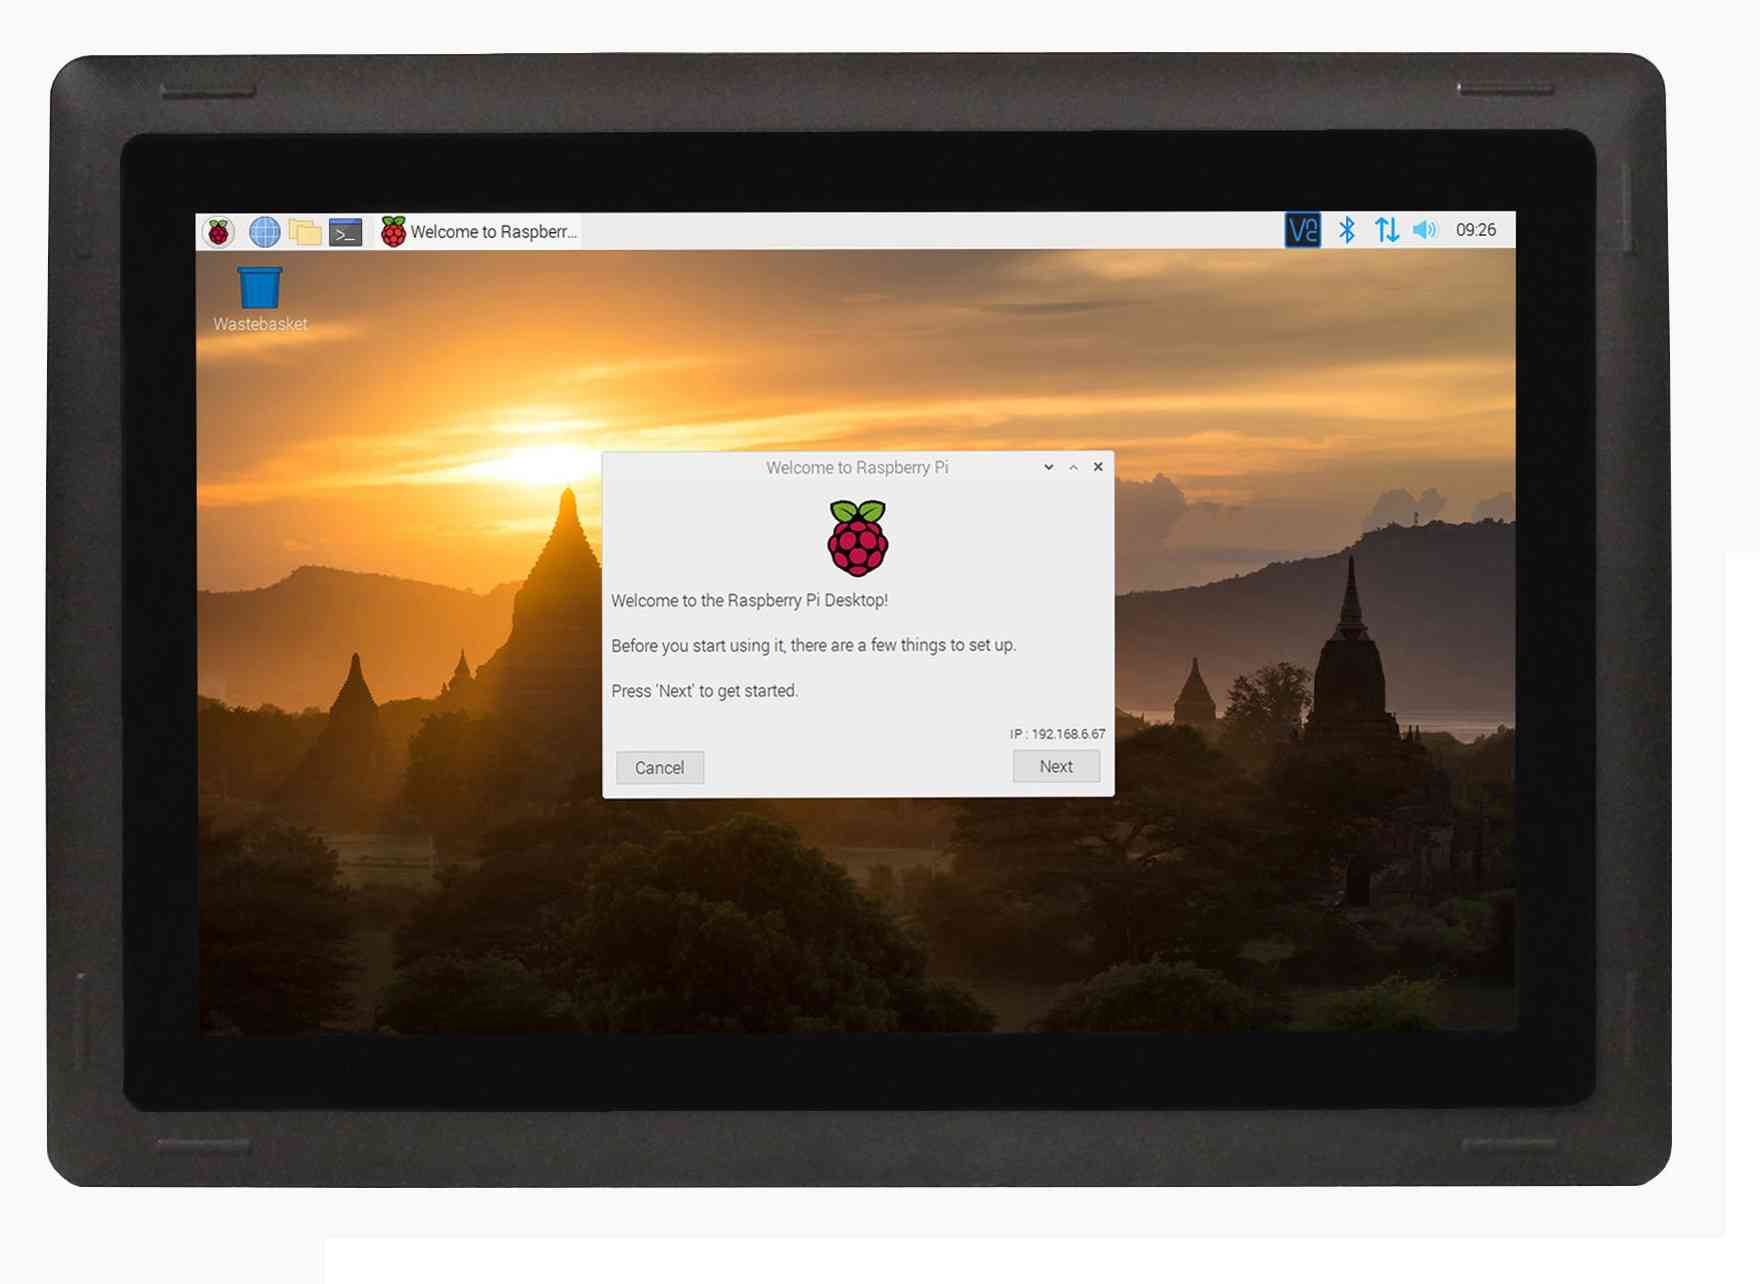 Welcome to Raspberr...
VNC
09:26
Wastebasket
Welcome to Raspberry Pi
Welcome to the Raspberry Pi Desktop!
Before you start using it, there are a few things to set up.
Press 'Next' to get started.
IP : 192.168.6.67
Cancel
Next